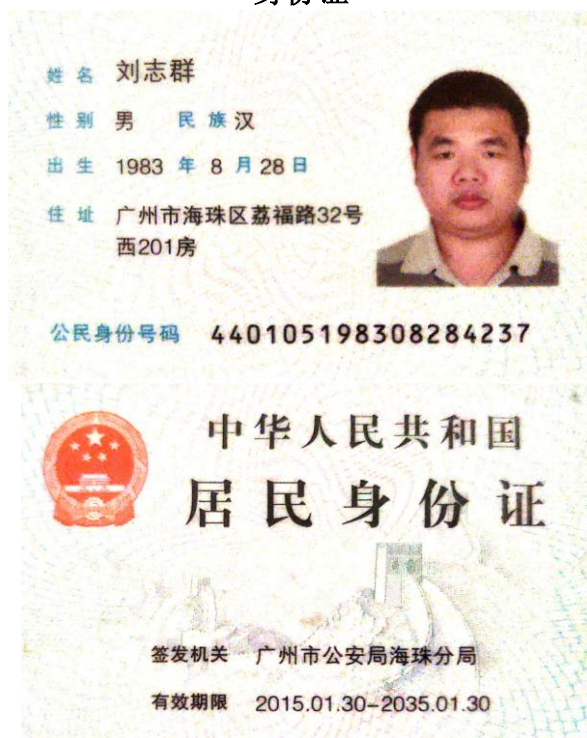 身份证
姓 名 刘志群
性 别 男 民 族 汉
出 生 1983 年 8 月 28 日
住 址 广州市海珠区荔福路32号
西201房
公民身份号码 440105198308284237
中华人民共和国
居民身份证
签发机关 广州市公安局海珠分局
有效期限 2015.01.30-2035.01.30